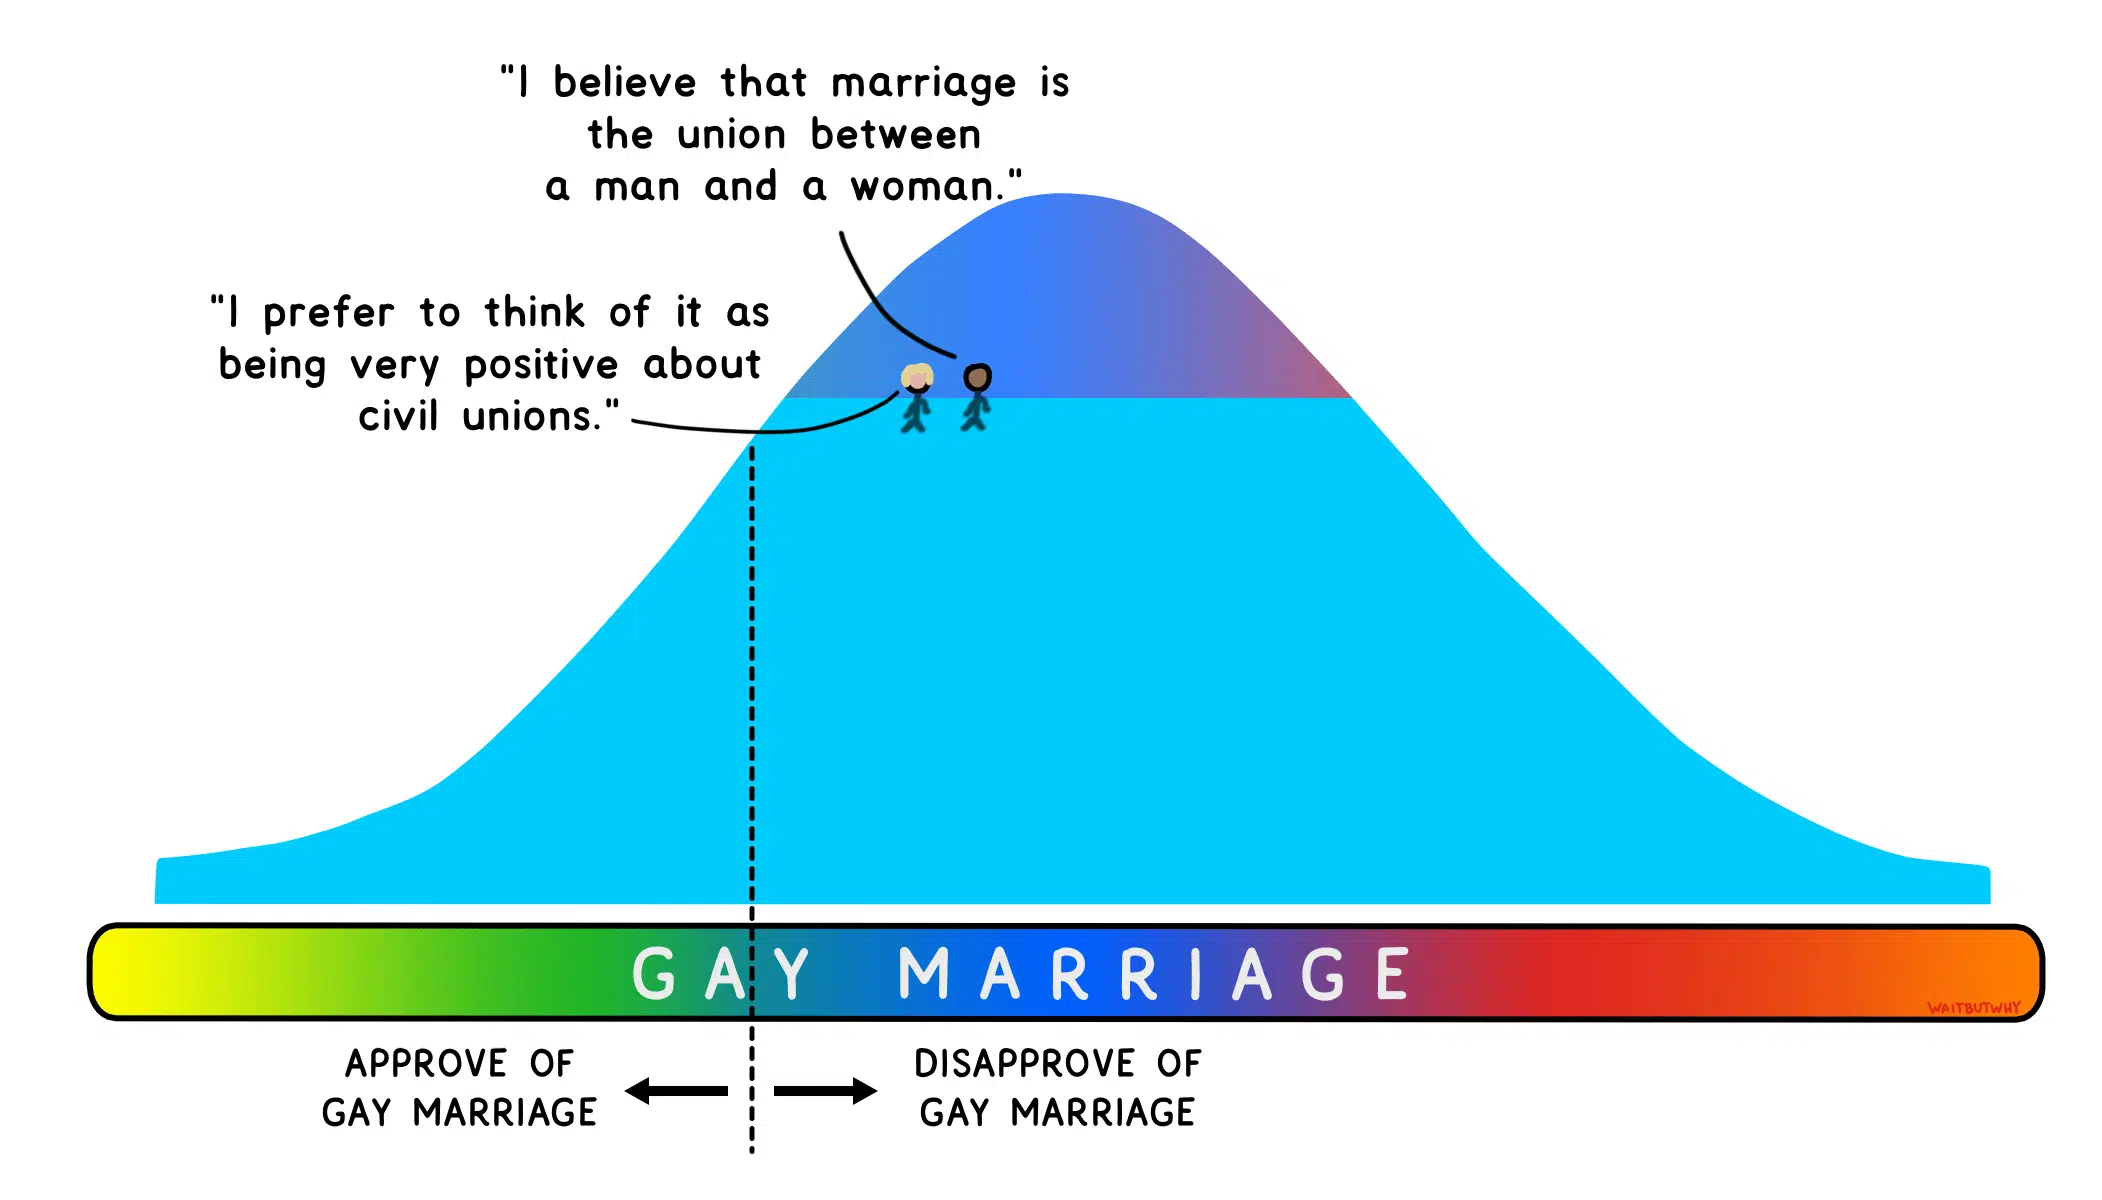 "I believe that marriage is
the union between
a man and a woman."
"I prefer to think of it as
being very positive about
civil unions."
GAY MARRIAGE
WAITBUTWHY
APPROVE OF
GAY MARRIAGE
DISAPPROVE OF
GAY MARRIAGE